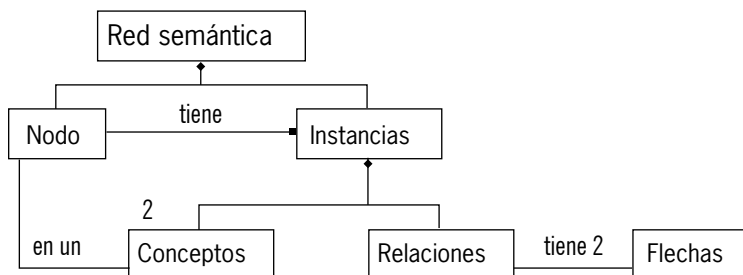 Red semántica
tiene
Nodo
Instancias
2
en un
Conceptos
Relaciones
tiene 2
Flechas